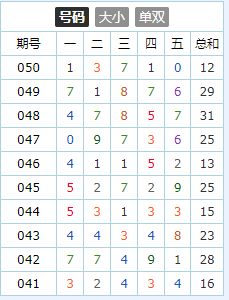 号码 大小 单双
期号 一 二 三 四 五 总和
050 1 3 7 1 0 12
049 7 1 8 7 6 29
048 4 7 8 5 7 31
047 0 9 7 3 6 25
046 4 1 1 5 2 13
045 5 2 7 2 9 25
044 5 3 1 3 3 15
043 4 4 3 4 8 23
042 7 7 4 9 1 28
041 3 2 4 3 4 16